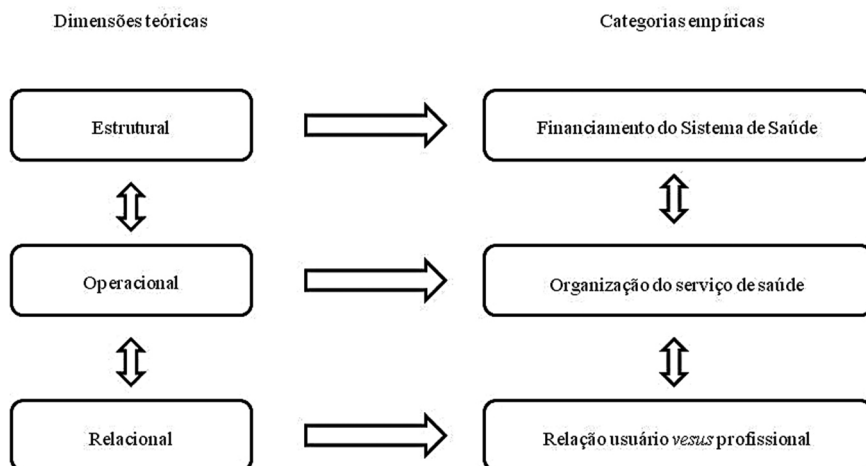 Dimensões teóricas
Categorias empíricas
Estrutural
Financiamento do Sistema de Saúde
Operacional
Organização do serviço de saúde
Relacional
Relação usuário vesus profissional